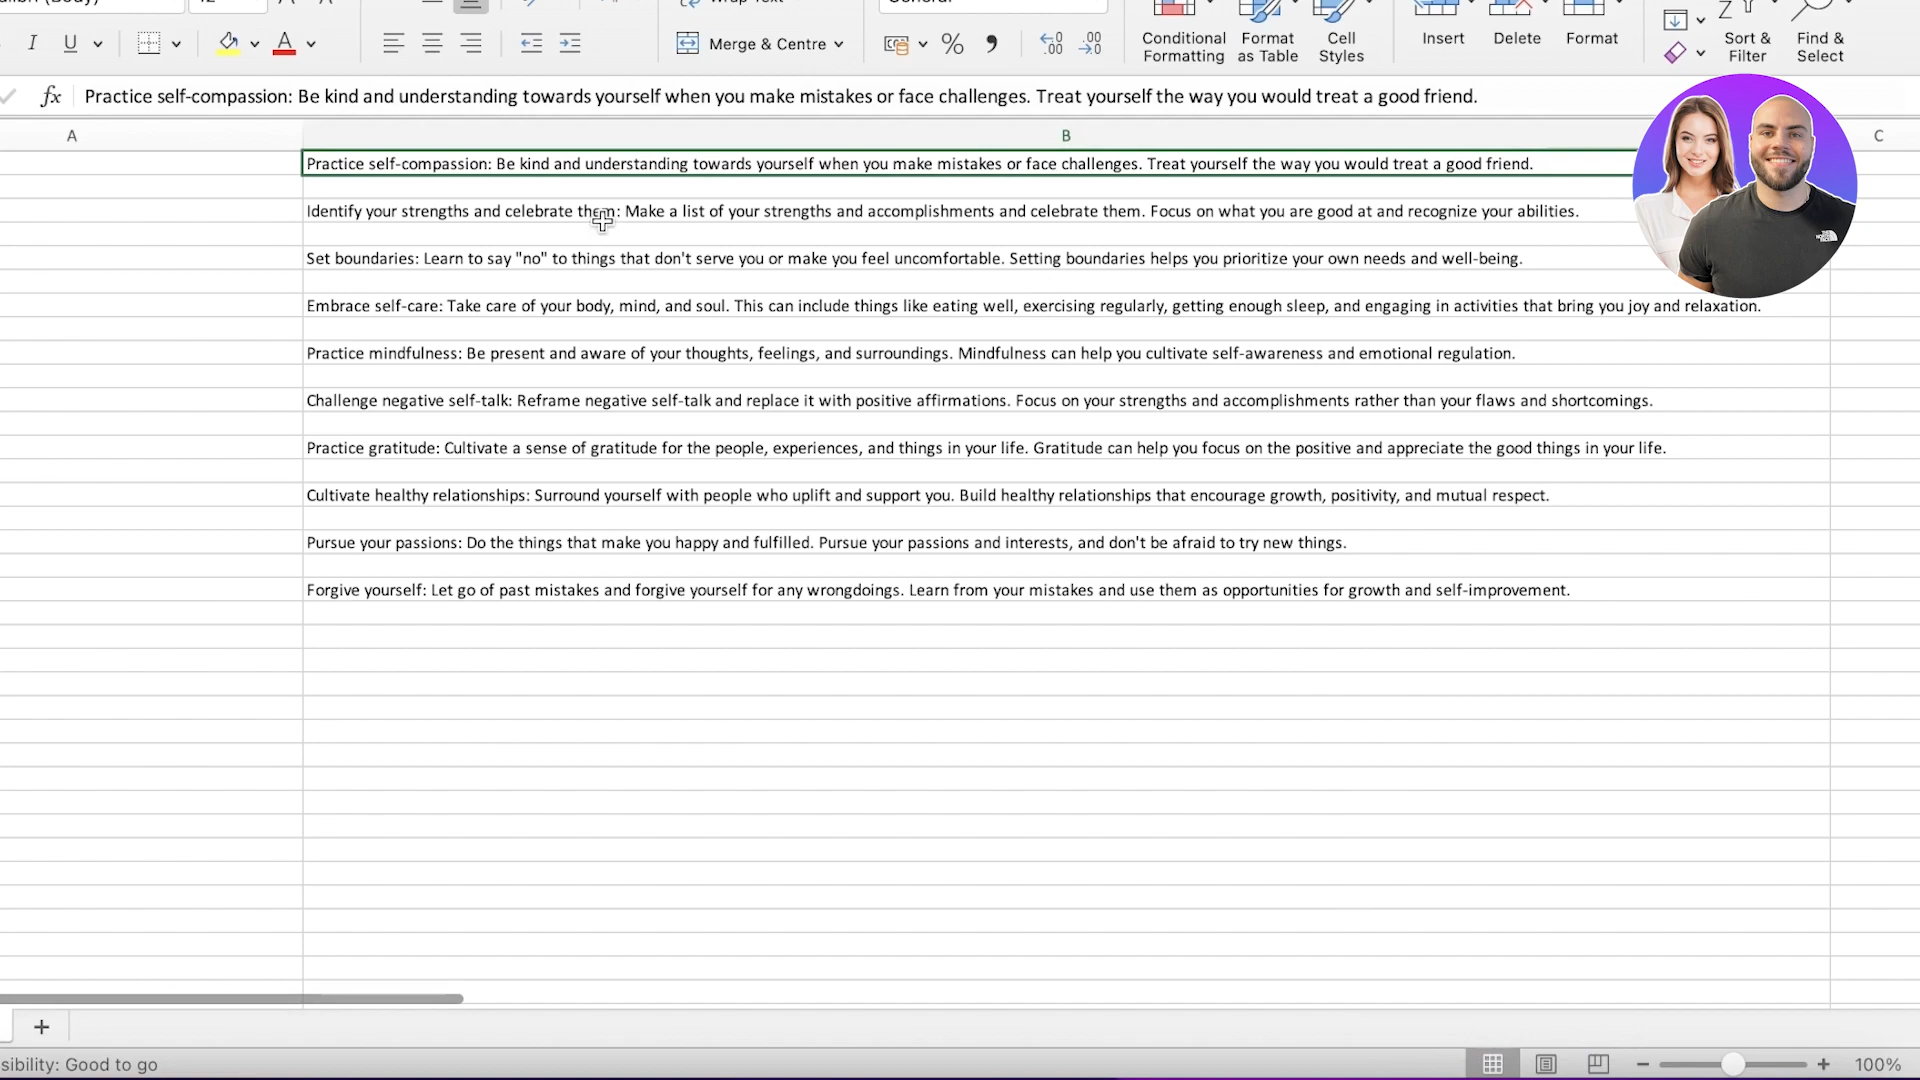 Wrap Text
General
I U A
Merge & Centre
%
.00
.00
Conditional Formatting
Format as Table
Cell Styles
Insert
Delete
Format
Sort & Filter
Find & Select
fx Practice self-compassion: Be kind and understanding towards yourself when you make mistakes or face challenges. Treat yourself the way you would treat a good friend.
A B C
Practice self-compassion: Be kind and understanding towards yourself when you make mistakes or face challenges. Treat yourself the way you would treat a good friend.
Identify your strengths and celebrate them: Make a list of your strengths and accomplishments and celebrate them. Focus on what you are good at and recognize your abilities.
Set boundaries: Learn to say "no" to things that don't serve you or make you feel uncomfortable. Setting boundaries helps you prioritize your own needs and well-being.
Embrace self-care: Take care of your body, mind, and soul. This can include things like eating well, exercising regularly, getting enough sleep, and engaging in activities that bring you joy and relaxation.
Practice mindfulness: Be present and aware of your thoughts, feelings, and surroundings. Mindfulness can help you cultivate self-awareness and emotional regulation.
Challenge negative self-talk: Reframe negative self-talk and replace it with positive affirmations. Focus on your strengths and accomplishments rather than your flaws and shortcomings.
Practice gratitude: Cultivate a sense of gratitude for the people, experiences, and things in your life. Gratitude can help you focus on the positive and appreciate the good things in your life.
Cultivate healthy relationships: Surround yourself with people who uplift and support you. Build healthy relationships that encourage growth, positivity, and mutual respect.
Pursue your passions: Do the things that make you happy and fulfilled. Pursue your passions and interests, and don't be afraid to try new things.
Forgive yourself: Let go of past mistakes and forgive yourself for any wrongdoings. Learn from your mistakes and use them as opportunities for growth and self-improvement.
sibility: Good to go
100%